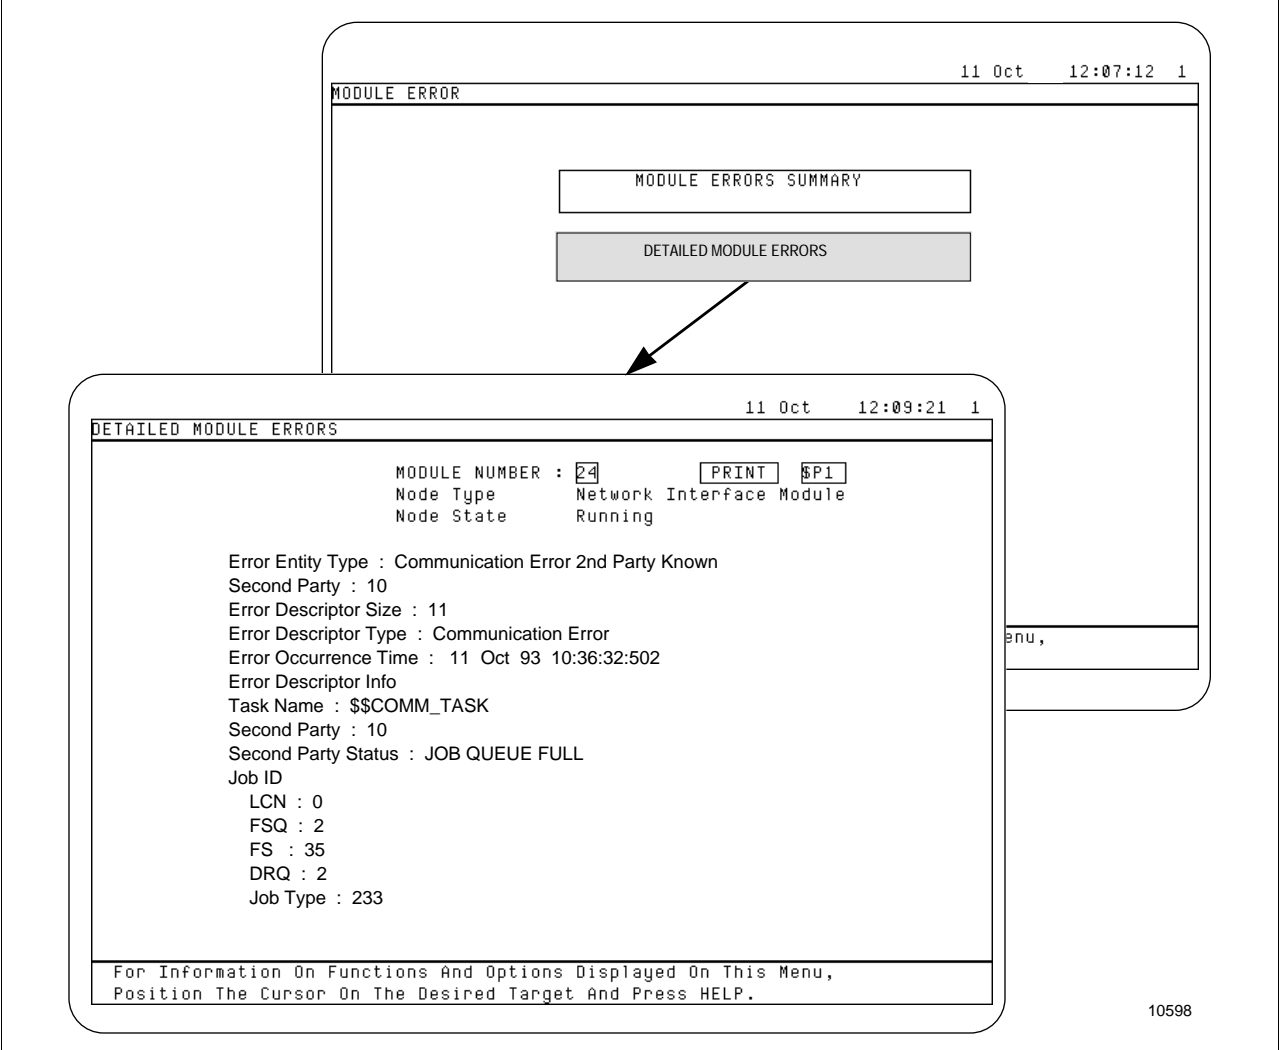 11 Oct 12:07:12 1
MODULE ERROR
MODULE ERRORS SUMMARY
DETAILED MODULE ERRORS
enu,
11 Oct 12:09:21 1
DETAILED MODULE ERRORS
MODULE NUMBER : 24 PRINT $P1
Node Type Network Interface Module
Node State Running
Error Entity Type : Communication Error 2nd Party Known
Second Party : 10
Error Descriptor Size : 11
Error Descriptor Type : Communication Error
Error Occurrence Time : 11 Oct 93 10:36:32:502
Error Descriptor Info
Task Name : $$COMM_TASK
Second Party : 10
Second Party Status : JOB QUEUE FULL
Job ID
LCN : 0
FSQ : 2
FS : 35
DRQ : 2
Job Type : 233
For Information On Functions And Options Displayed On This Menu,
Position The Cursor On The Desired Target And Press HELP.
10598